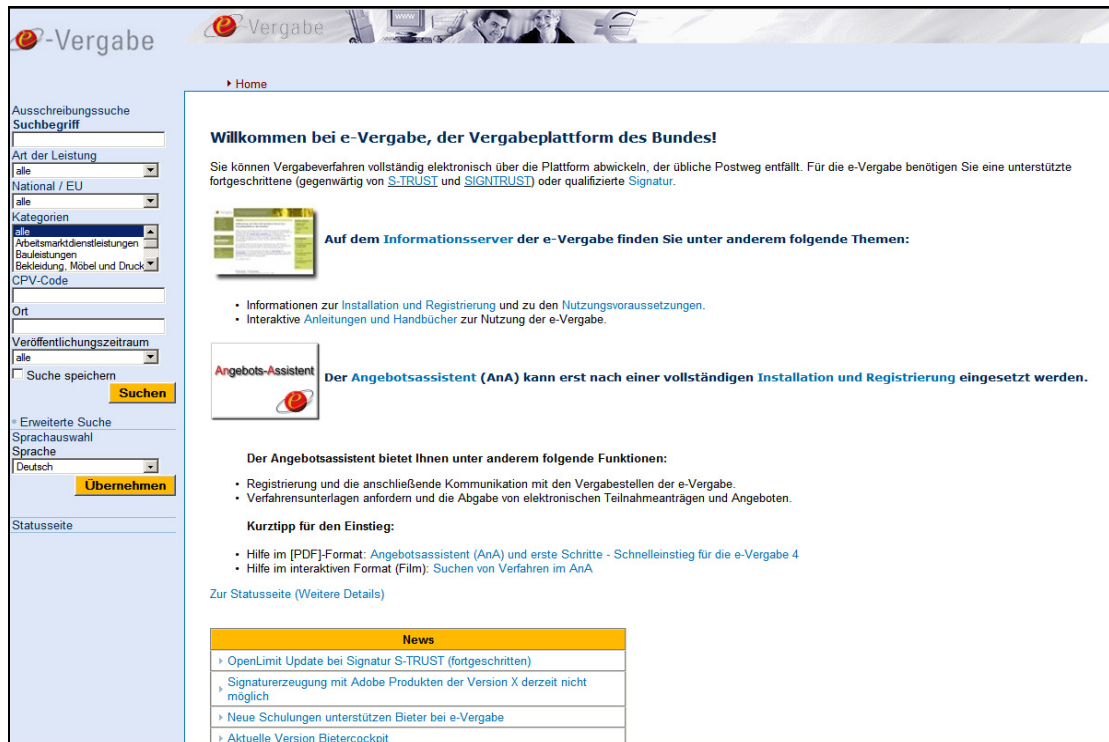 e-Vergabe
e-Vergabe
Home
Ausschreibungssuche
Suchbegriff
Art der Leistung
alle
National / EU
alle
Kategorien
alle
Arbeitsmarktdienstleistungen
Bauleistungen
Bekleidung, Möbel und Druck
CPV-Code
Ort
Veröffentlichungszeitraum
alle
Suche speichern
Suchen
Erweiterte Suche
Sprachauswahl
Sprache
Deutsch
Übernehmen
Statusseite
Willkommen bei e-Vergabe, der Vergabeplattform des Bundes!
Sie können Vergabeverfahren vollständig elektronisch über die Plattform abwickeln, der übliche Postweg entfällt. Für die e-Vergabe benötigen Sie eine unterstützte
fortgeschrittene (gegenwärtig von S-TRUST und SIGNTRUST) oder qualifizierte Signatur.
Auf dem Informationsserver der e-Vergabe finden Sie unter anderem folgende Themen:
• Informationen zur Installation und Registrierung und zu den Nutzungsvoraussetzungen.
• Interaktive Anleitungen und Handbücher zur Nutzung der e-Vergabe.
Angebots-Assistent
Der Angebotsassistent (AnA) kann erst nach einer vollständigen Installation und Registrierung eingesetzt werden.
Der Angebotsassistent bietet Ihnen unter anderem folgende Funktionen:
• Registrierung und die anschließende Kommunikation mit den Vergabestellen der e-Vergabe.
• Verfahrensunterlagen anfordern und die Abgabe von elektronischen Teilnahmeanträgen und Angeboten.
Kurztipp für den Einstieg:
• Hilfe im [PDF]-Format: Angebotsassistent (AnA) und erste Schritte - Schnelleinstieg für die e-Vergabe 4
• Hilfe im interaktiven Format (Film): Suchen von Verfahren im AnA
Zur Statusseite (Weitere Details)
News
OpenLimit Update bei Signatur S-TRUST (fortgeschritten)
Signaturerzeugung mit Adobe Produkten der Version X derzeit nicht
möglich
Neue Schulungen unterstützen Bieter bei e-Vergabe
Aktuelle Version Bietercockpit